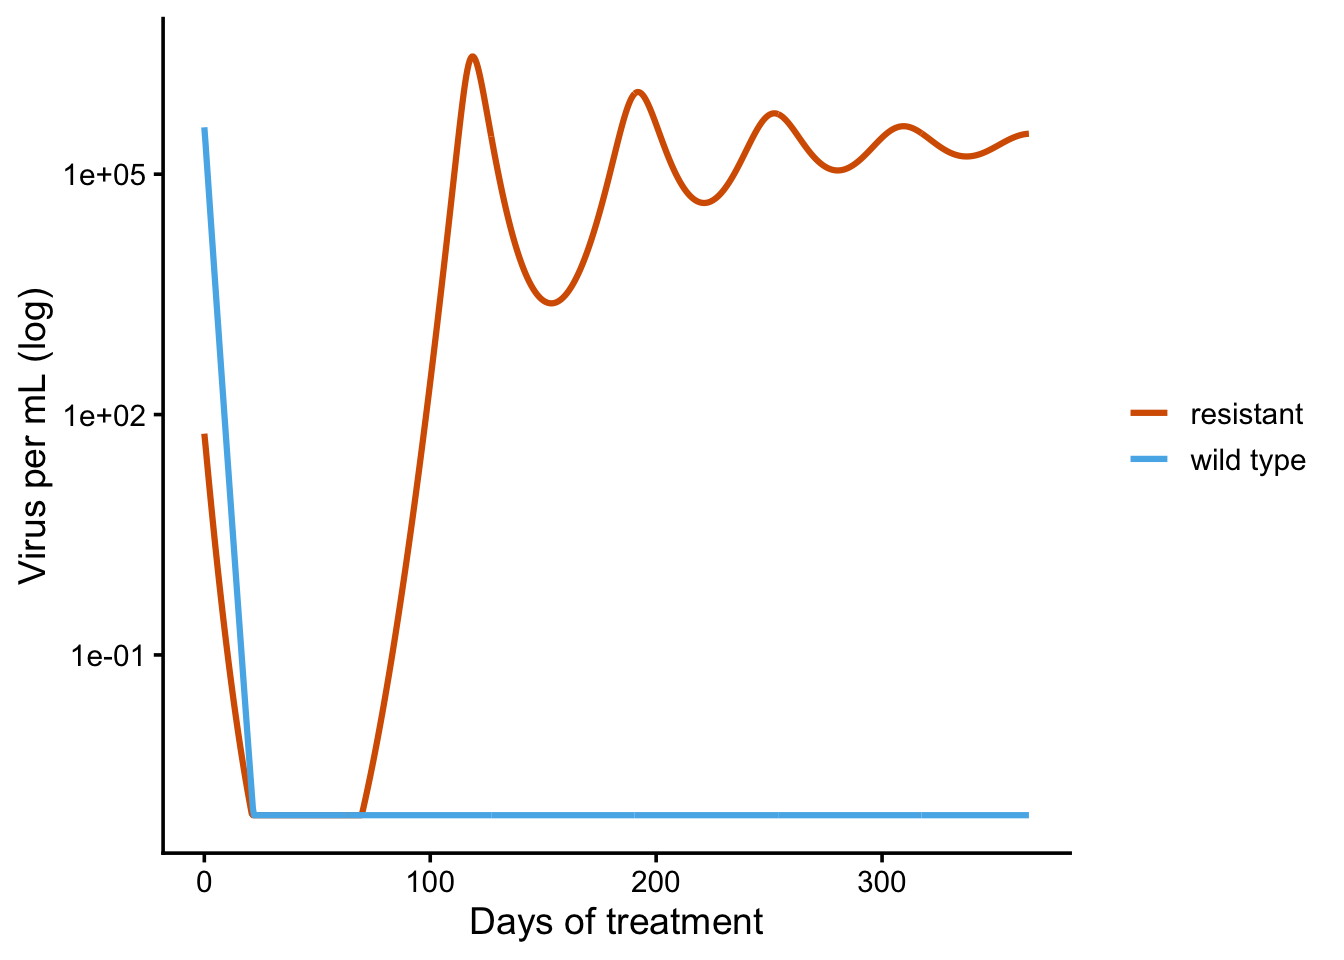 Virus per mL (log)
1e+05
1e+02
1e-01
0 100 200 300
Days of treatment
resistant
wild type